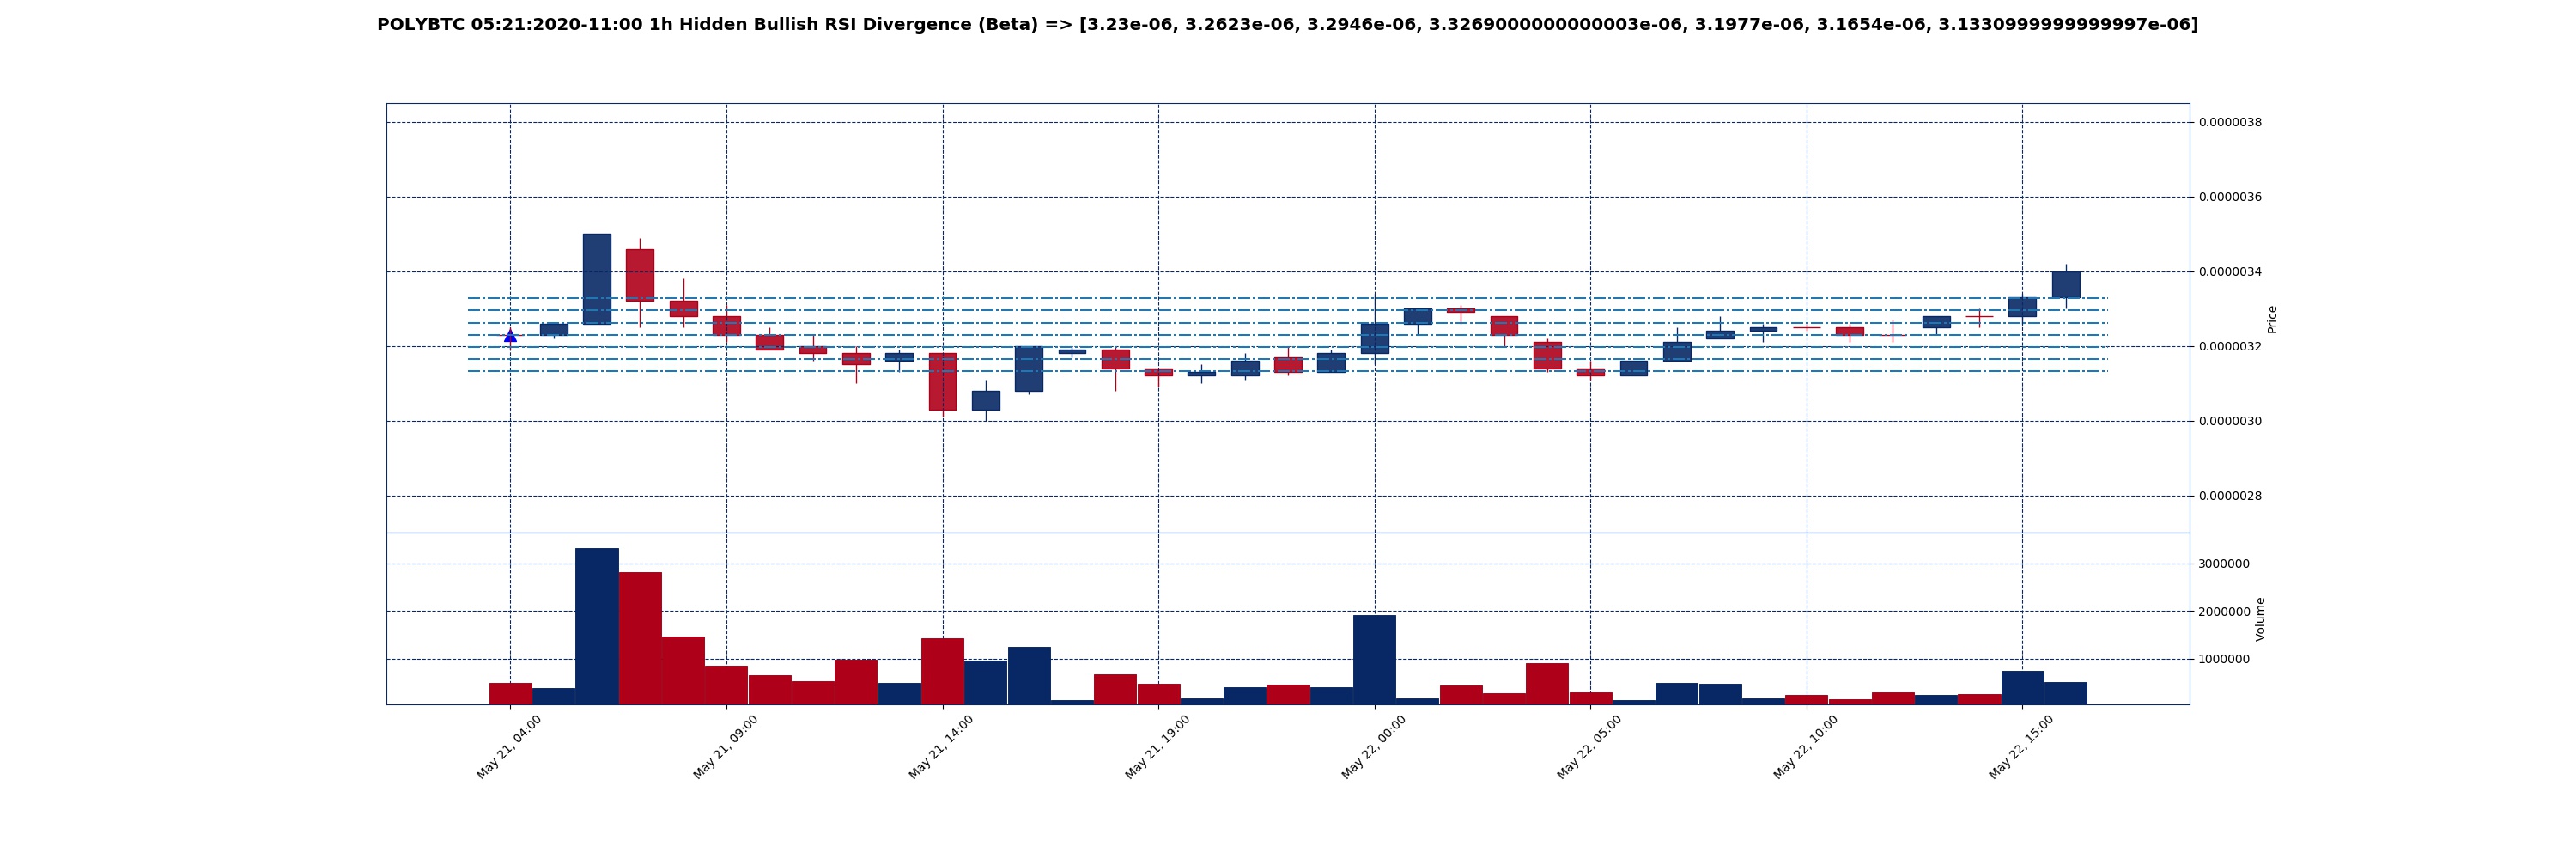 POLYBTC 05:21:2020-11:00 1h Hidden Bullish RSI Divergence (Beta) => [3.23e-06, 3.2623e-06, 3.2946e-06, 3.3269000000000003e-06, 3.1977e-06, 3.1654e-06, 3.1330999999999997e-06]
0.0000038
0.0000036
0.0000034
Price
0.0000032
0.0000030
0.0000028
3000000
2000000
Volume
1000000
May 21, 04:00
May 21, 09:00
May 21, 14:00
May 21, 19:00
May 22, 00:00
May 22, 05:00
May 22, 10:00
May 22, 15:00